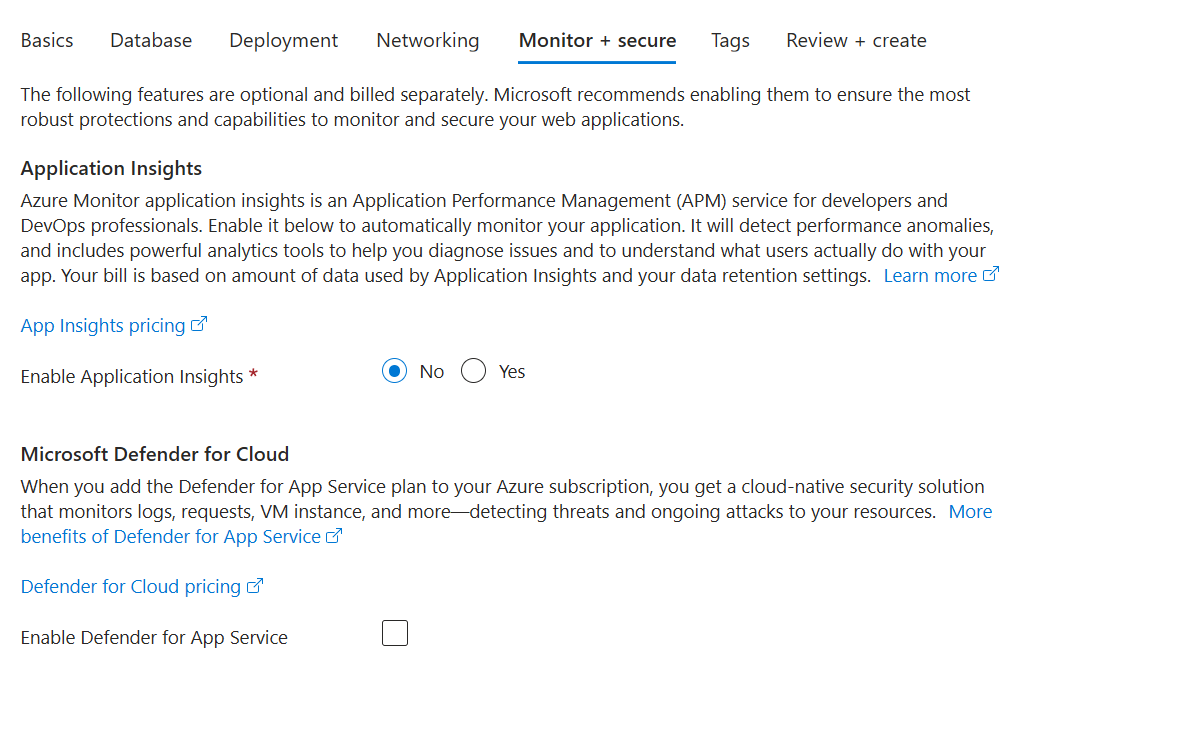 Basics Database Deployment Networking Monitor + secure Tags Review + create
The following features are optional and billed separately. Microsoft recommends enabling them to ensure the most
robust protections and capabilities to monitor and secure your web applications.
Application Insights
Azure Monitor application insights is an Application Performance Management (APM) service for developers and
DevOps professionals. Enable it below to automatically monitor your application. It will detect performance anomalies,
and includes powerful analytics tools to help you diagnose issues and to understand what users actually do with your
app. Your bill is based on amount of data used by Application Insights and your data retention settings. Learn more
App Insights pricing
Enable Application Insights * No Yes
Microsoft Defender for Cloud
When you add the Defender for App Service plan to your Azure subscription, you get a cloud-native security solution
that monitors logs, requests, VM instance, and more—detecting threats and ongoing attacks to your resources. More
benefits of Defender for App Service
Defender for Cloud pricing
Enable Defender for App Service